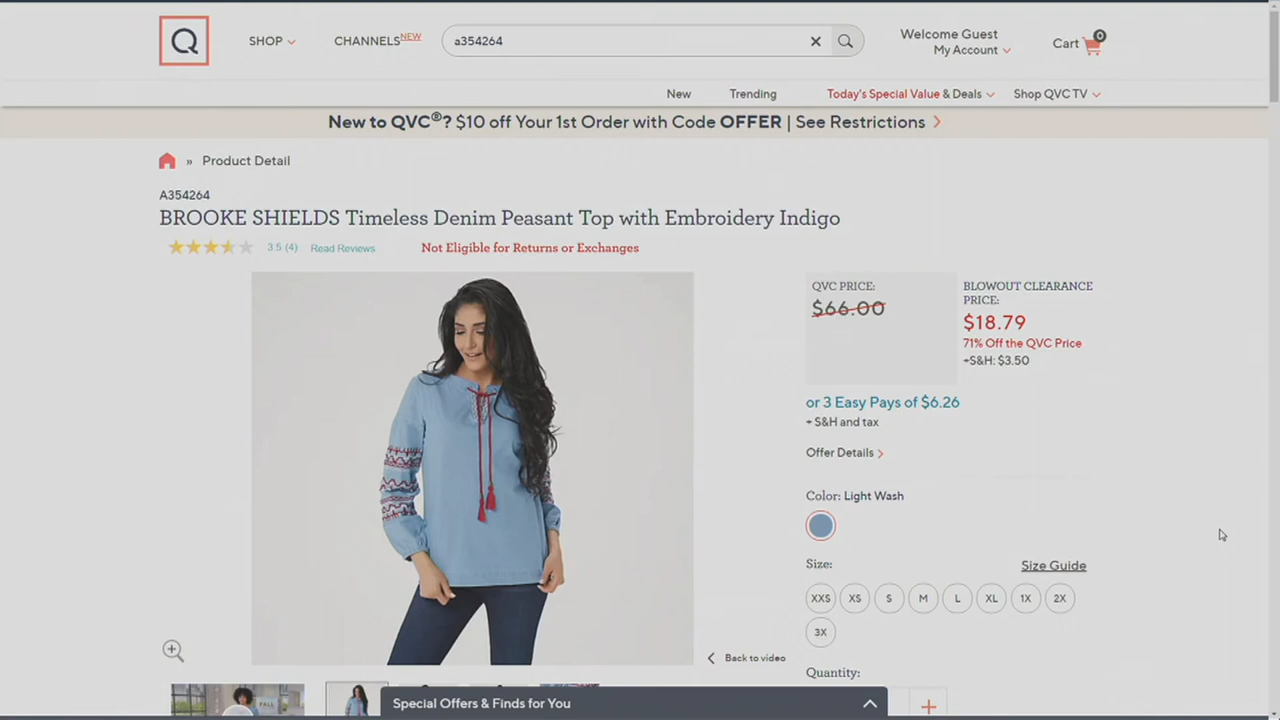 Q
SHOP
CHANNELS NEW
a354264
Welcome Guest
My Account
Cart 0
New
Trending
Today's Special Value & Deals
Shop QVC TV
New to QVC®? $10 off Your 1st Order with Code OFFER | See Restrictions
» Product Detail
A354264
BROOKE SHIELDS Timeless Denim Peasant Top with Embroidery Indigo
3.5 (4) Read Reviews
Not Eligible for Returns or Exchanges
QVC PRICE:
$66.00
BLOWOUT CLEARANCE
PRICE:
$18.79
71% Off the QVC Price
+S&H: $3.50
or 3 Easy Pays of $6.26
+ S&H and tax
Offer Details
Color: Light Wash
Size:
Size Guide
XXS XS S M L XL 1X 2X
3X
Back to video
Quantity:
+
FALL
Special Offers & Finds for You